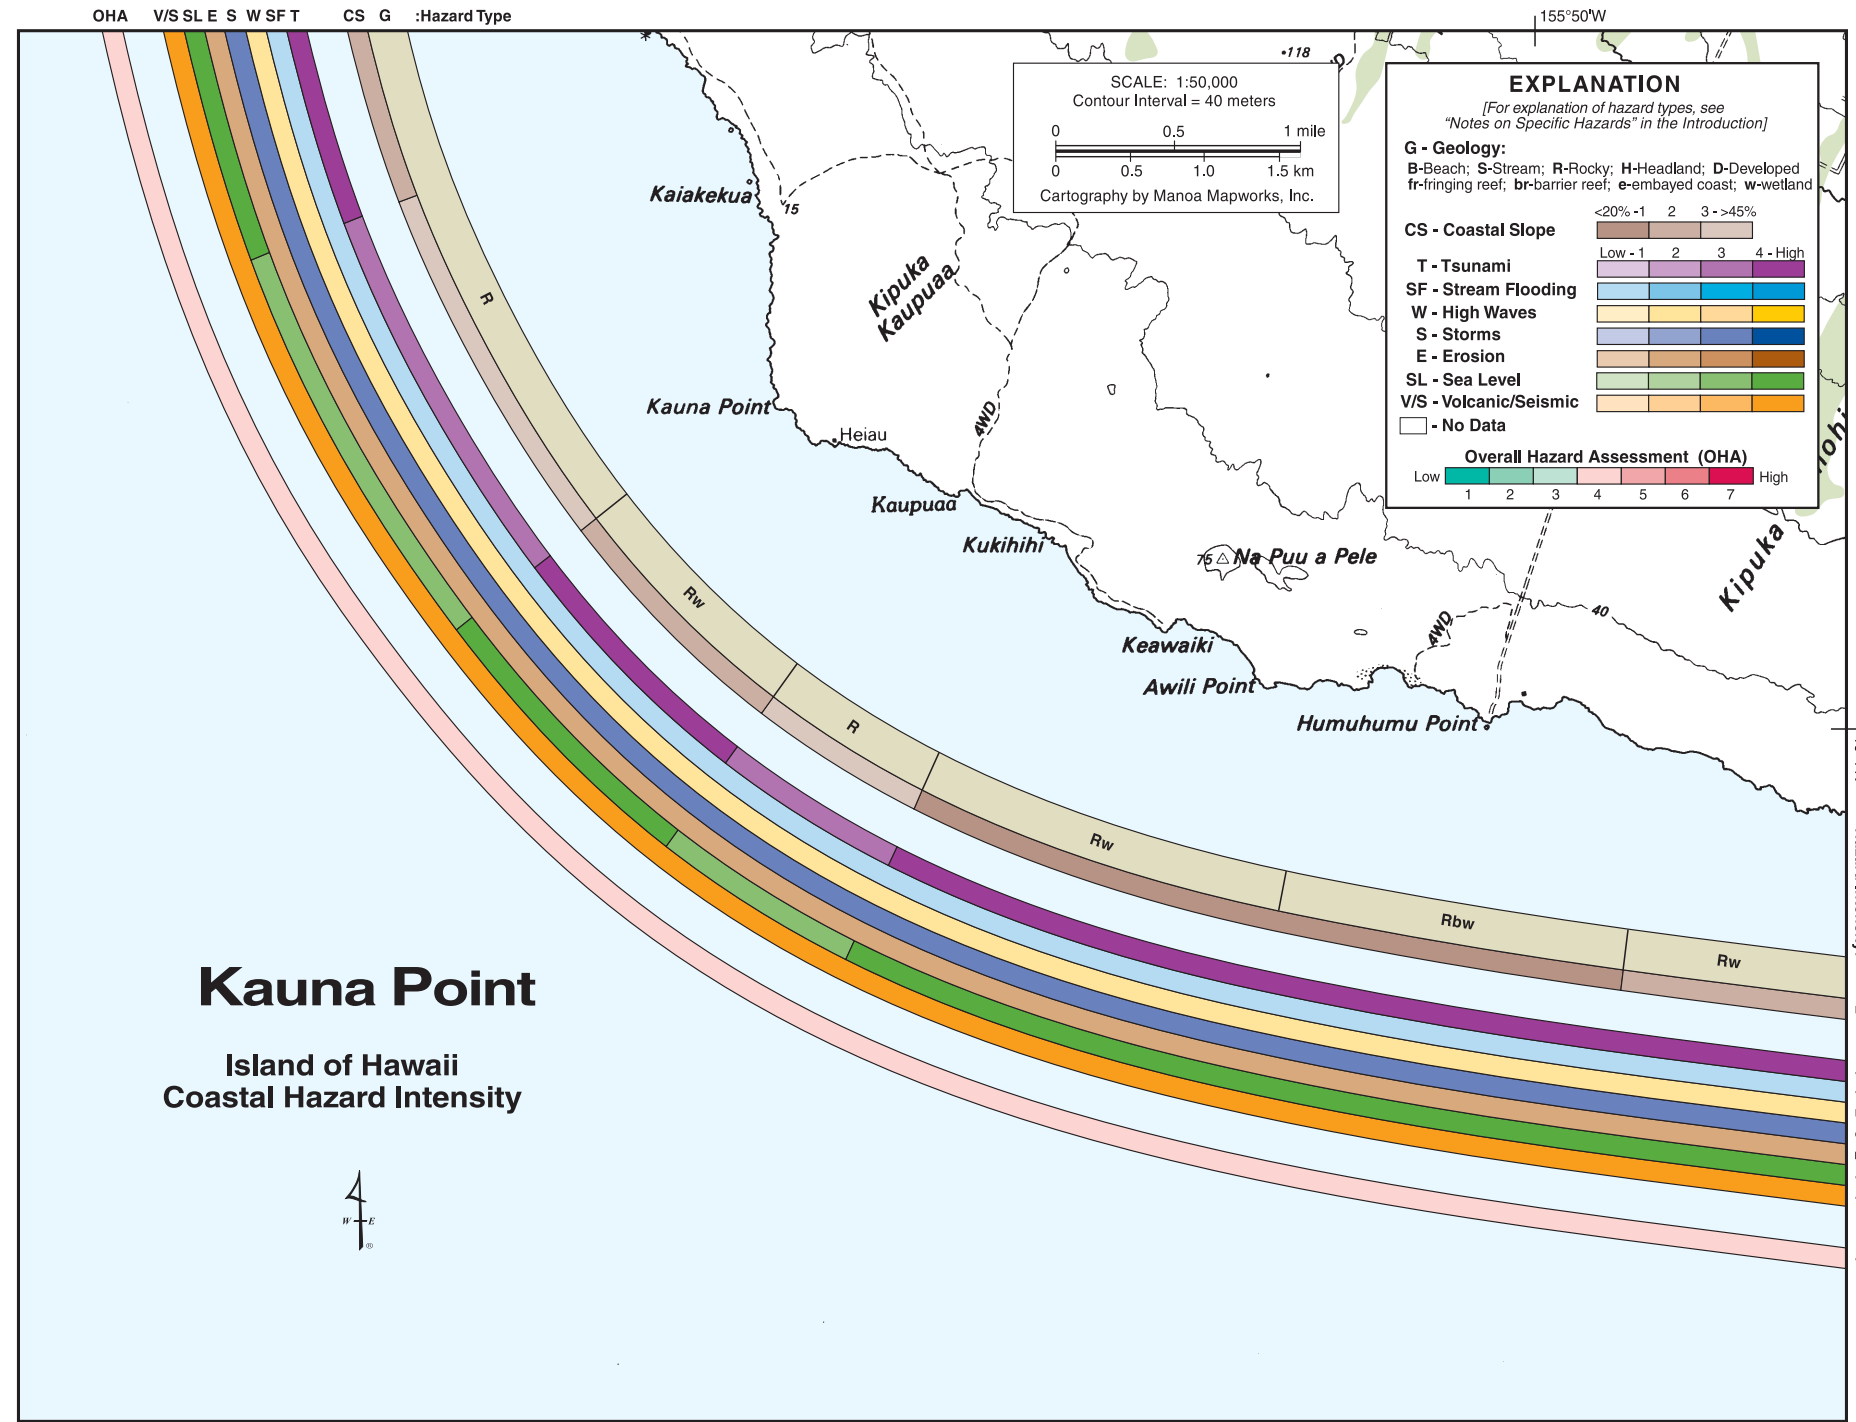 OHA V/S SL E S W SF T CS G :Hazard Type
155°50'W
118
SCALE: 1:50,000
Contour Interval = 40 meters
0 0.5 1 mile
0 0.5 1.0 1.5 km
Cartography by Manoa Mapworks, Inc.
EXPLANATION
[For explanation of hazard types, see
“Notes on Specific Hazards” in the Introduction]
G - Geology:
B-Beach; S-Stream; R-Rocky; H-Headland; D-Developed
fr-fringing reef; br-barrier reef; e-embayed coast; w-wetland
<20% -1 2 3 - >45%
CS - Coastal Slope
Low - 1 2 3 4 - High
T - Tsunami
SF - Stream Flooding
W - High Waves
S - Storms
E - Erosion
SL - Sea Level
V/S - Volcanic/Seismic
- No Data
Overall Hazard Assessment (OHA)
Low High
1 2 3 4 5 6 7
Kaiakekua
15
Kipuka
Kaupuaa
R
Kauna Point
Heiau
4WD
Kaupuaa
Kukihihi
75 Na Puu a Pele
Kipuka
40
4WD
Rw
Keawaiki
Awili Point
Humuhumu Point
R
Rw
Rbw
Rw
Kauna Point
Island of Hawaii
Coastal Hazard Intensity
W E
®